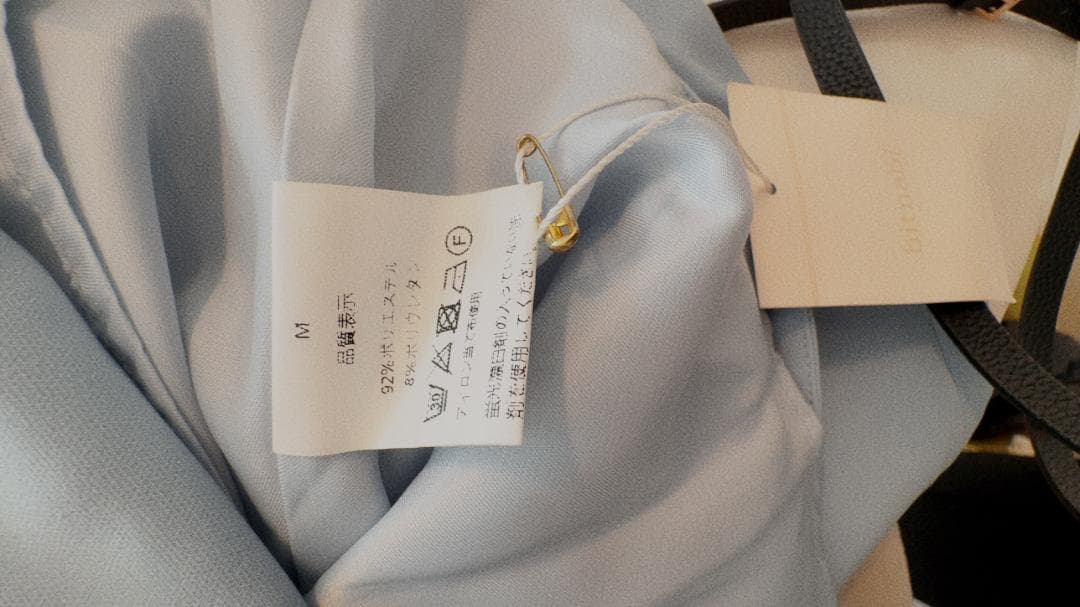 M
品質表示
92%ポリエステル
8%ポリウレタン
30
F
アイロン当て布使用
蛍光漂白剤の入っていない洗
剤を使用してください